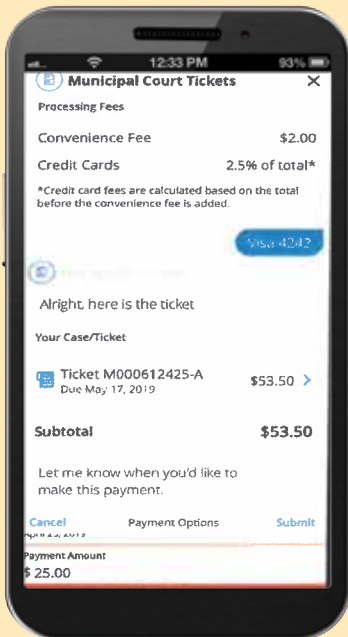 12:33 PM 93%
Municipal Court Tickets
Processing Fees
Convenience Fee $2.00
Credit Cards 2.5% of total*
*Credit card fees are calculated based on the total
before the convenience fee is added.
Visa 4242
Alright, here is the ticket
Your Case/Ticket
Ticket M000612425-A $53.50 >
Due May 17, 2019
Subtotal $53.50
Let me know when you'd like to
make this payment.
Cancel Payment Options Submit
April 25, 2019
Payment Amount
$ 25.00